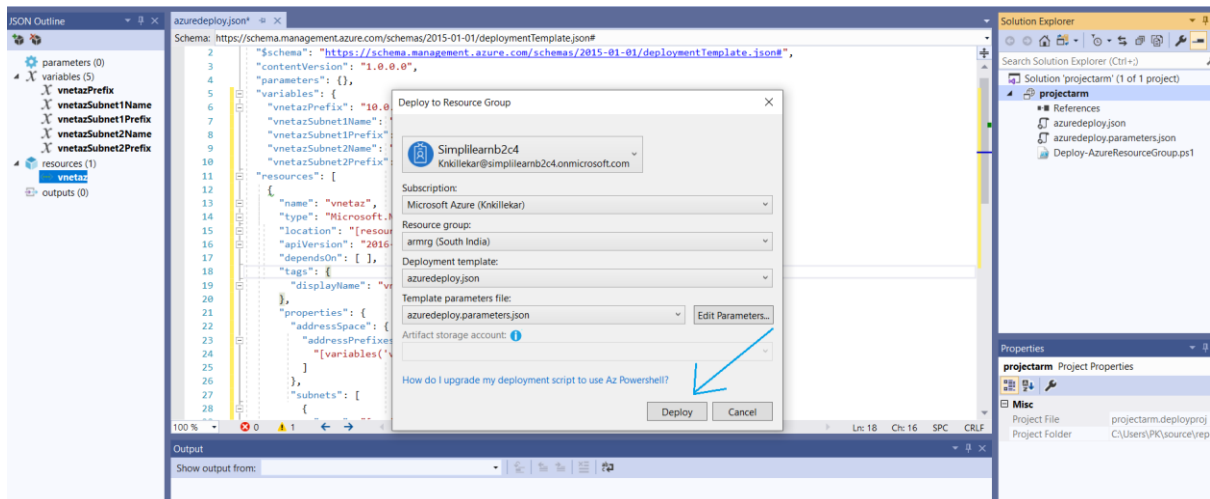 JSON Outline
parameters (0)
variables (5)
vnetazPrefix
vnetazSubnet1Name
vnetazSubnet1Prefix
vnetazSubnet2Name
vnetazSubnet2Prefix
resources (1)
vnetaz
outputs (0)
azuredeploy.json*
Schema: https://schema.management.azure.com/schemas/2015-01-01/deploymentTemplate.json#
2 "$schema": "https://schema.management.azure.com/schemas/2015-01-01/deploymentTemplate.json#",
3 "contentVersion": "1.0.0.0",
4 "parameters": {},
5 "variables": {
6 "vnetazPrefix": "10.0.
7 "vnetazSubnet1Name": "
8 "vnetazSubnet1Prefix":
9 "vnetazSubnet2Name": "
10 "vnetazSubnet2Prefix":
11 "resources": [
12 {
13 "name": "vnetaz",
14 "type": "Microsoft.N
15 "location": "[resour
16 "apiVersion": "2016-
17 "dependsOn": [ ],
18 "tags": {
19 "displayName": "vn
20 },
21 "properties": {
22 "addressSpace": {
23 "addressPrefixes
24 "[variables('v
25 ]
26 },
27 "subnets": [
28 {
100 % 0 1 Ln: 18 Ch: 16 SPC CRLF
Deploy to Resource Group
Simplilearnb2c4
Knkillekar@simplilearnb2c4.onmicrosoft.com
Subscription:
Microsoft Azure (Knkillekar)
Resource group:
armrg (South India)
Deployment template:
azuredeploy.json
Template parameters file:
azuredeploy.parameters.json Edit Parameters...
Artifact storage account:
How do I upgrade my deployment script to use Az Powershell?
Deploy Cancel
Output
Show output from:
Solution Explorer
Search Solution Explorer (Ctrl+;)
Solution 'projectarm' (1 of 1 project)
projectarm
References
azuredeploy.json
azuredeploy.parameters.json
Deploy-AzureResourceGroup.ps1
Properties
projectarm Project Properties
Misc
Project File projectarm.deployproj
Project Folder C:\Users\PK\source\rep